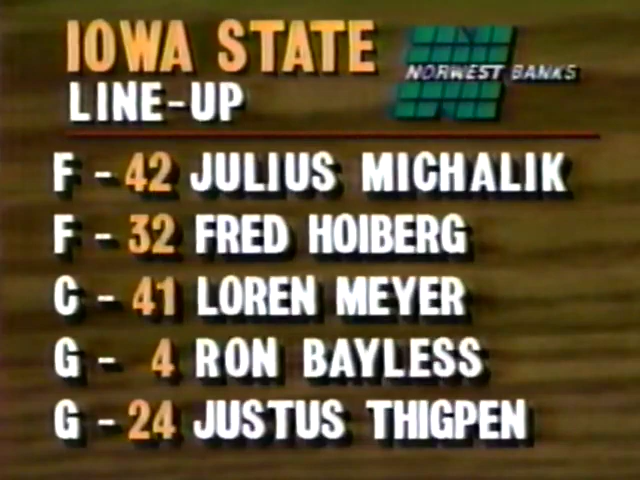 IOWA STATE
NORWEST BANKS
LINE-UP
F - 42 JULIUS MICHALIK
F - 32 FRED HOIBERG
C - 41 LOREN MEYER
G - 4 RON BAYLESS
G - 24 JUSTUS THIGPEN